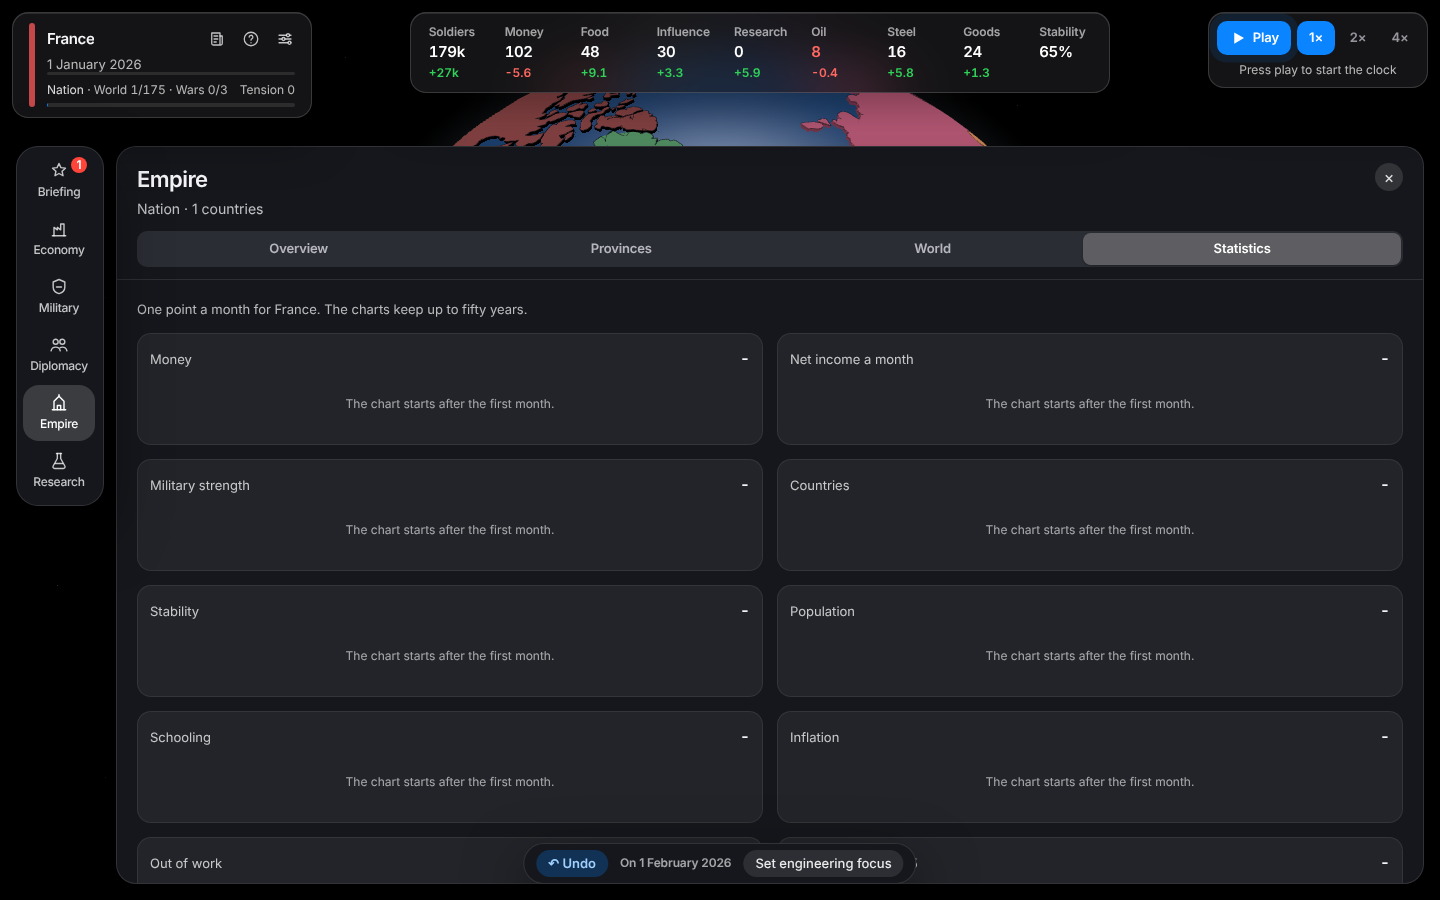 France
1 January 2026
Nation · World 1/175 · Wars 0/3 Tension 0
Soldiers Money Food Influence Research Oil Steel Goods Stability
179k 102 48 30 0 8 16 24 65%
+27k -5.6 +9.1 +3.3 +5.9 -0.4 +5.8 +1.3
Play 1× 2× 4×
Press play to start the clock
1
Briefing
Economy
Military
Diplomacy
Empire
Research
Empire
Nation · 1 countries
Overview Provinces World Statistics
One point a month for France. The charts keep up to fifty years.
Money -
The chart starts after the first month.
Net income a month -
The chart starts after the first month.
Military strength -
The chart starts after the first month.
Countries -
The chart starts after the first month.
Stability -
The chart starts after the first month.
Population -
The chart starts after the first month.
Schooling -
The chart starts after the first month.
Inflation -
The chart starts after the first month.
Out of work
-
↶ Undo On 1 February 2026 Set engineering focus